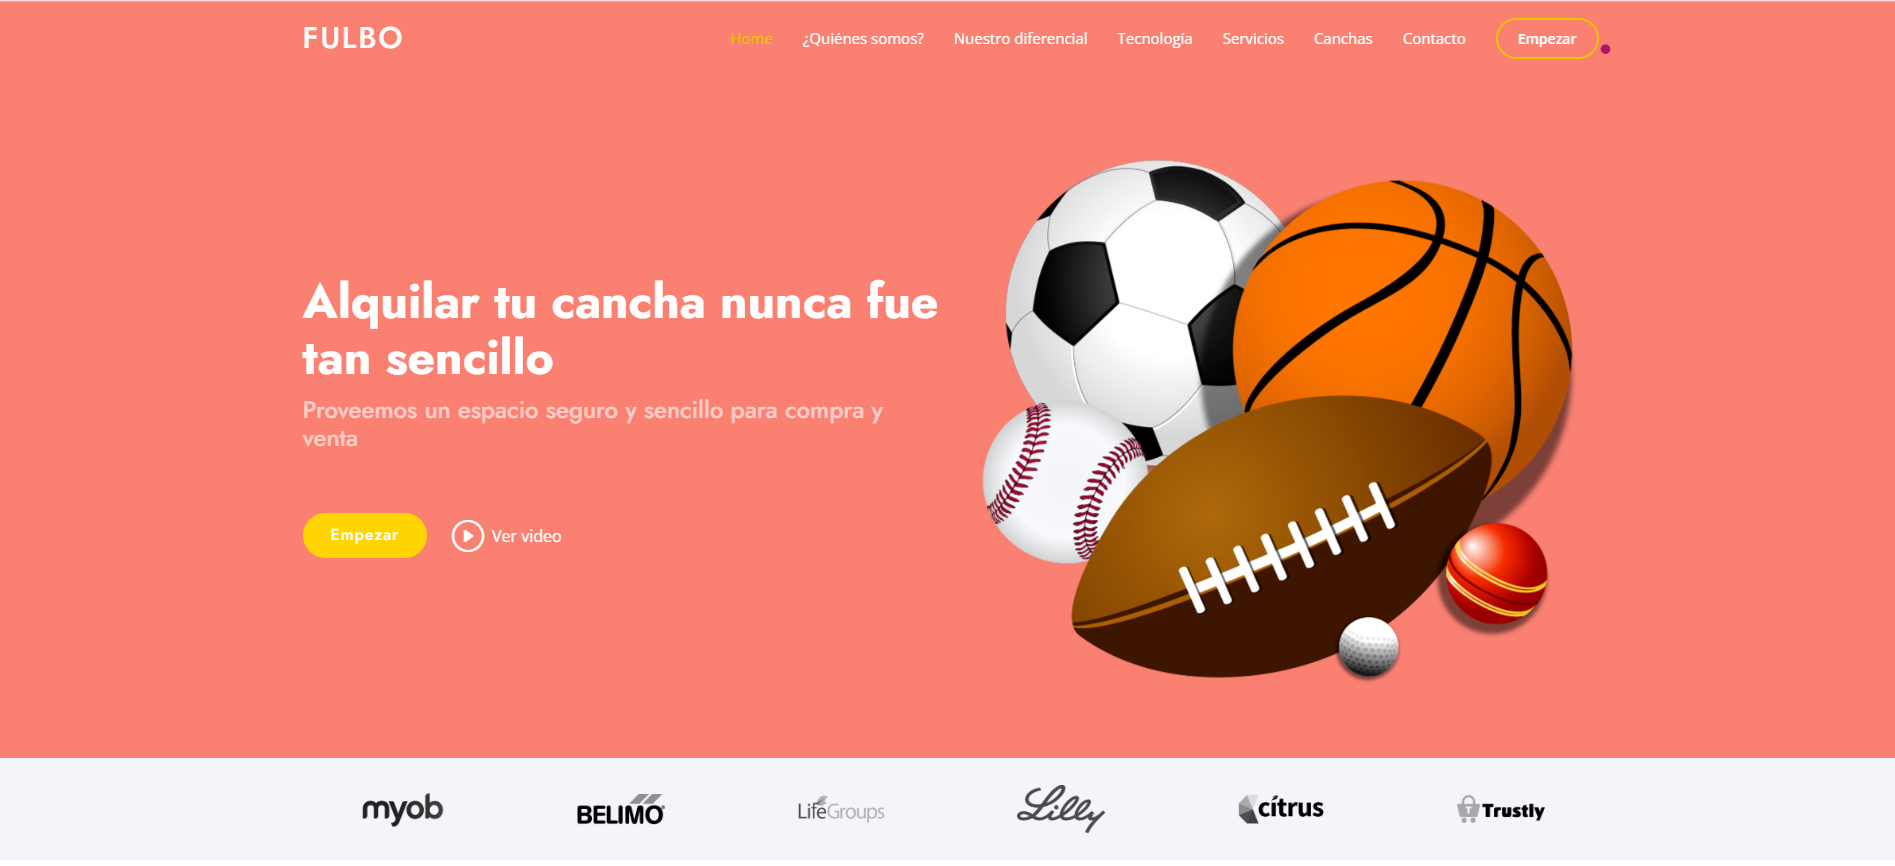 FULBO
Home ¿Quiénes somos? Nuestro diferencial Tecnología Servicios Canchas Contacto Empezar
Alquilar tu cancha nunca fue
tan sencillo
Proveemos un espacio seguro y sencillo para compra y
venta
Empezar Ver video
myob BELIMO LifeGroups Lilly cítrus Trustly